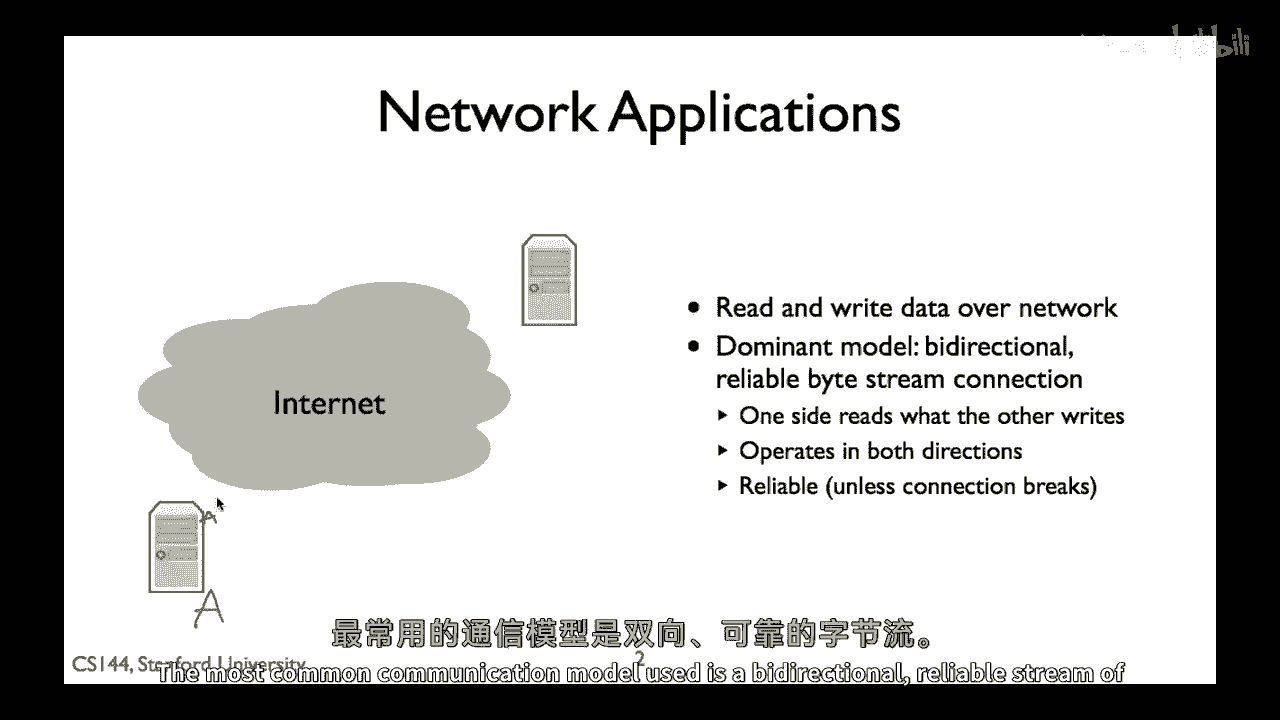 Network Applications
Internet
• Read and write data over network
• Dominant model: bidirectional,
reliable byte stream connection
▸ One side reads what the other writes
▸ Operates in both directions
▸ Reliable (unless connection breaks)
A
A
最常用的通信模型是双向、可靠的字节流。
CS144, Stanford University
2
The most common communication model used is a bidirectional, reliable stream of